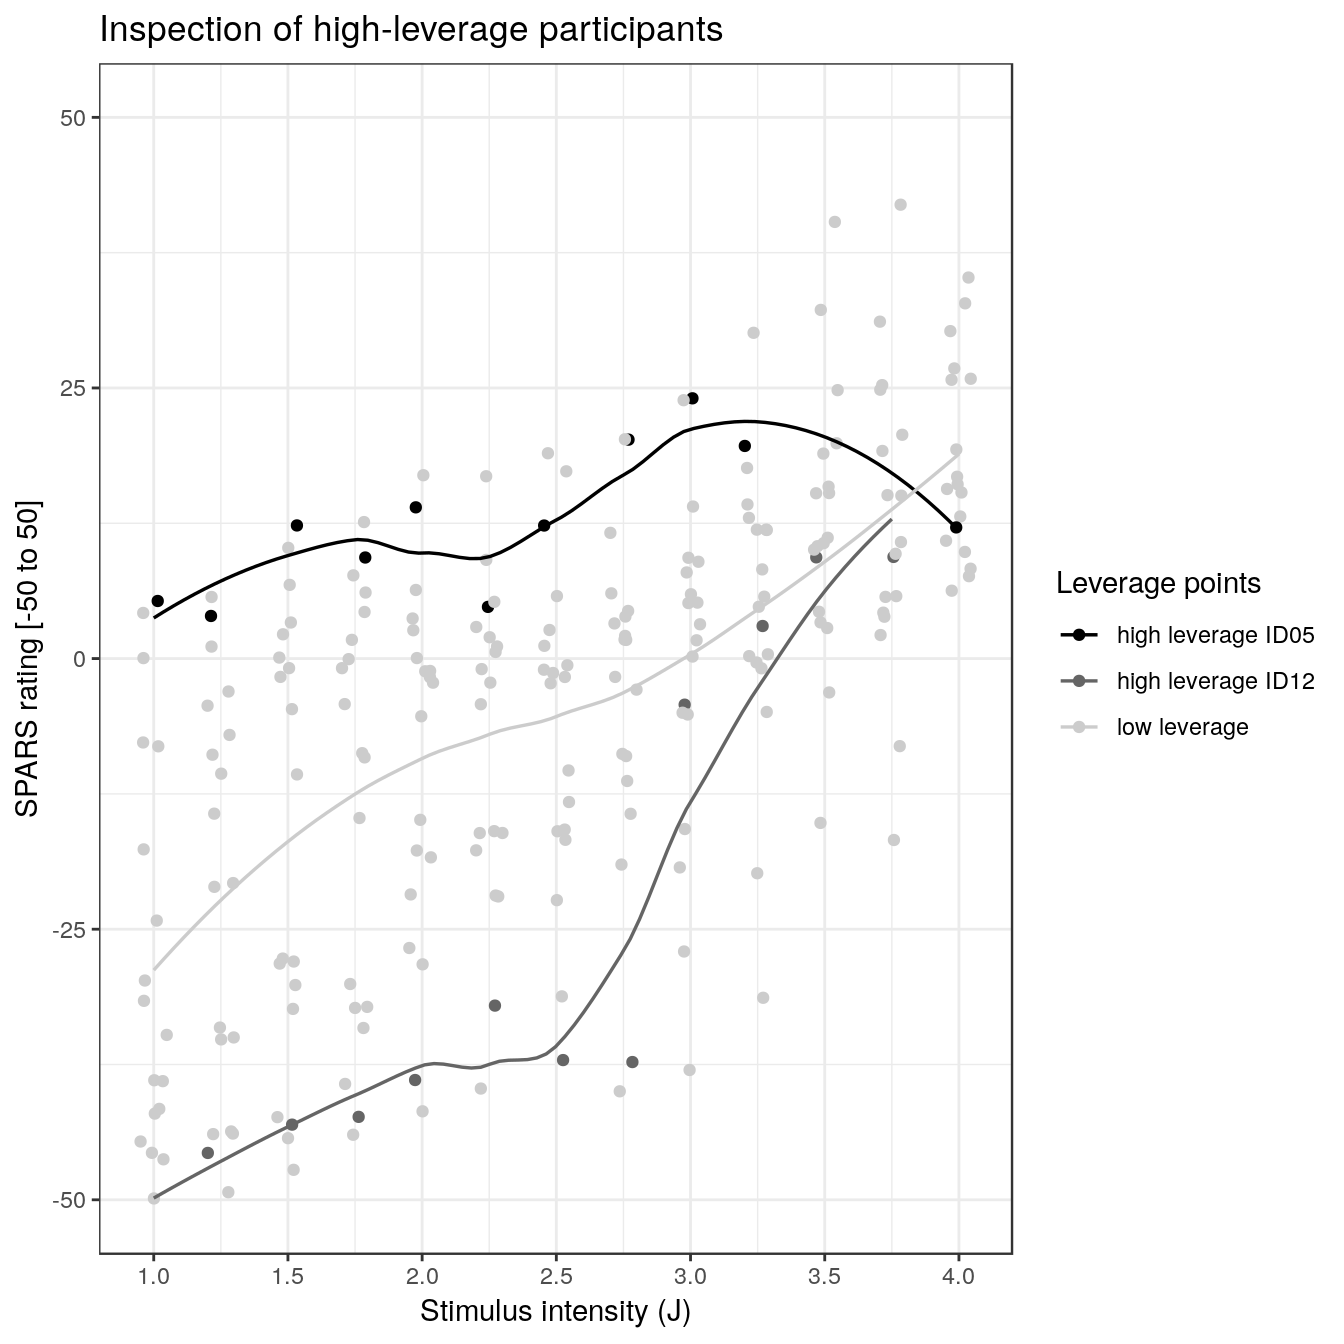 Inspection of high-leverage participants
50
25
0
-25
-50
SPARS rating [-50 to 50]
1.0 1.5 2.0 2.5 3.0 3.5 4.0
Stimulus intensity (J)
Leverage points
high leverage ID05
high leverage ID12
low leverage